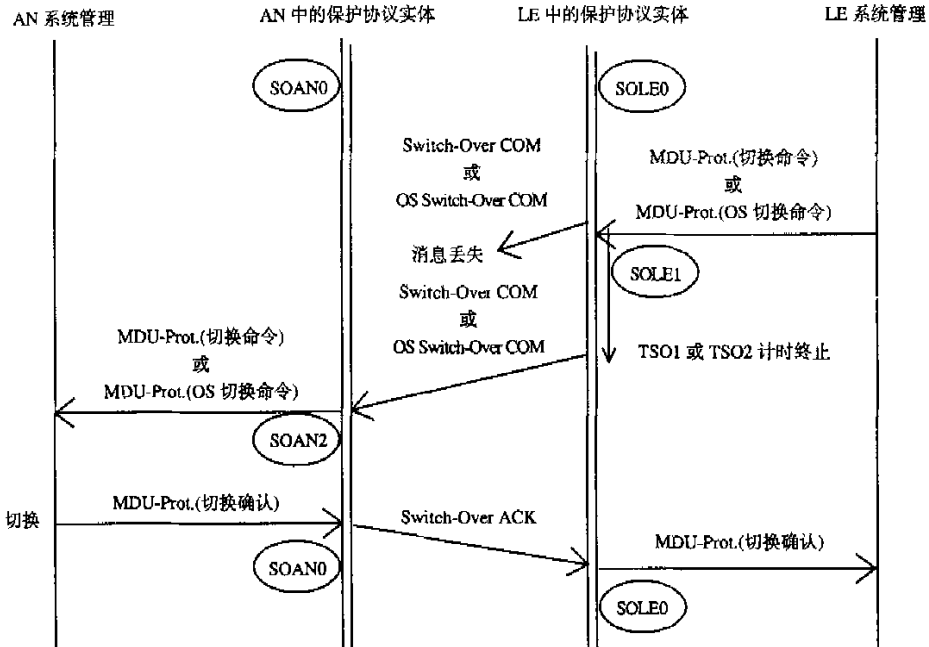 AN 系统管理
AN 中的保护协议实体
LE 中的保护协议实体
LE 系统管理
SOAN0
SOLE0
Switch-Over COM
或
OS Switch-Over COM
MDU-Prot.(切换命令)
或
MDU-Prot.(OS 切换命令)
消息丢失
SOLE1
Switch-Over COM
或
OS Switch-Over COM
TSO1 或 TSO2 计时终止
MDU-Prot.(切换命令)
或
MDU-Prot.(OS 切换命令)
SOAN2
切换
MDU-Prot.(切换确认)
Switch-Over ACK
MDU-Prot.(切换确认)
SOAN0
SOLE0